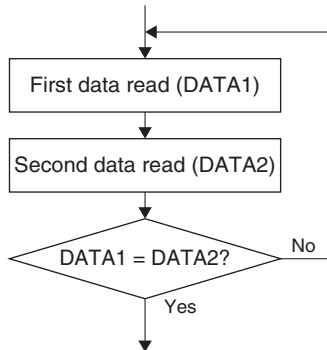 First data read (DATA1)
Second data read (DATA2)
DATA1 = DATA2?
No
Yes